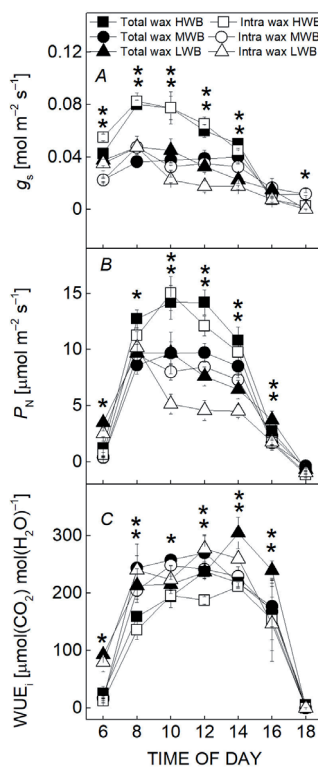 Total wax HWB Intra wax HWB
Total wax MWB Intra wax MWB
Total wax LWB Intra wax LWB
0.12
A
* * * * *
* * * * * *
0.08
0.04
0
gs [mol m⁻² s⁻¹]
B
* * *
* * * * *
* *
15
10
5
0
PN [µmol m⁻² s⁻¹]
C
* * * *
* * * * *
*
300
200
100
0
WUEi [µmol(CO2) mol(H2O)⁻¹]
6 8 10 12 14 16 18
TIME OF DAY